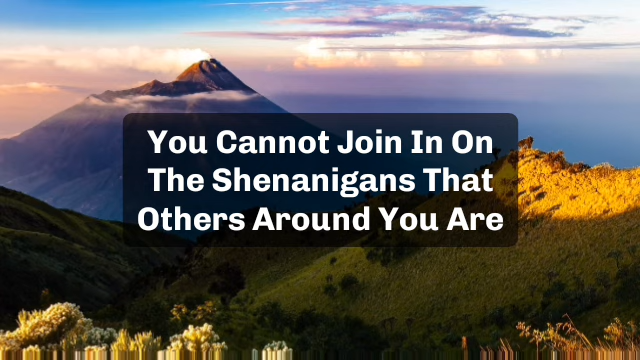 You Cannot Join In On
The Shenanigans That
Others Around You Are